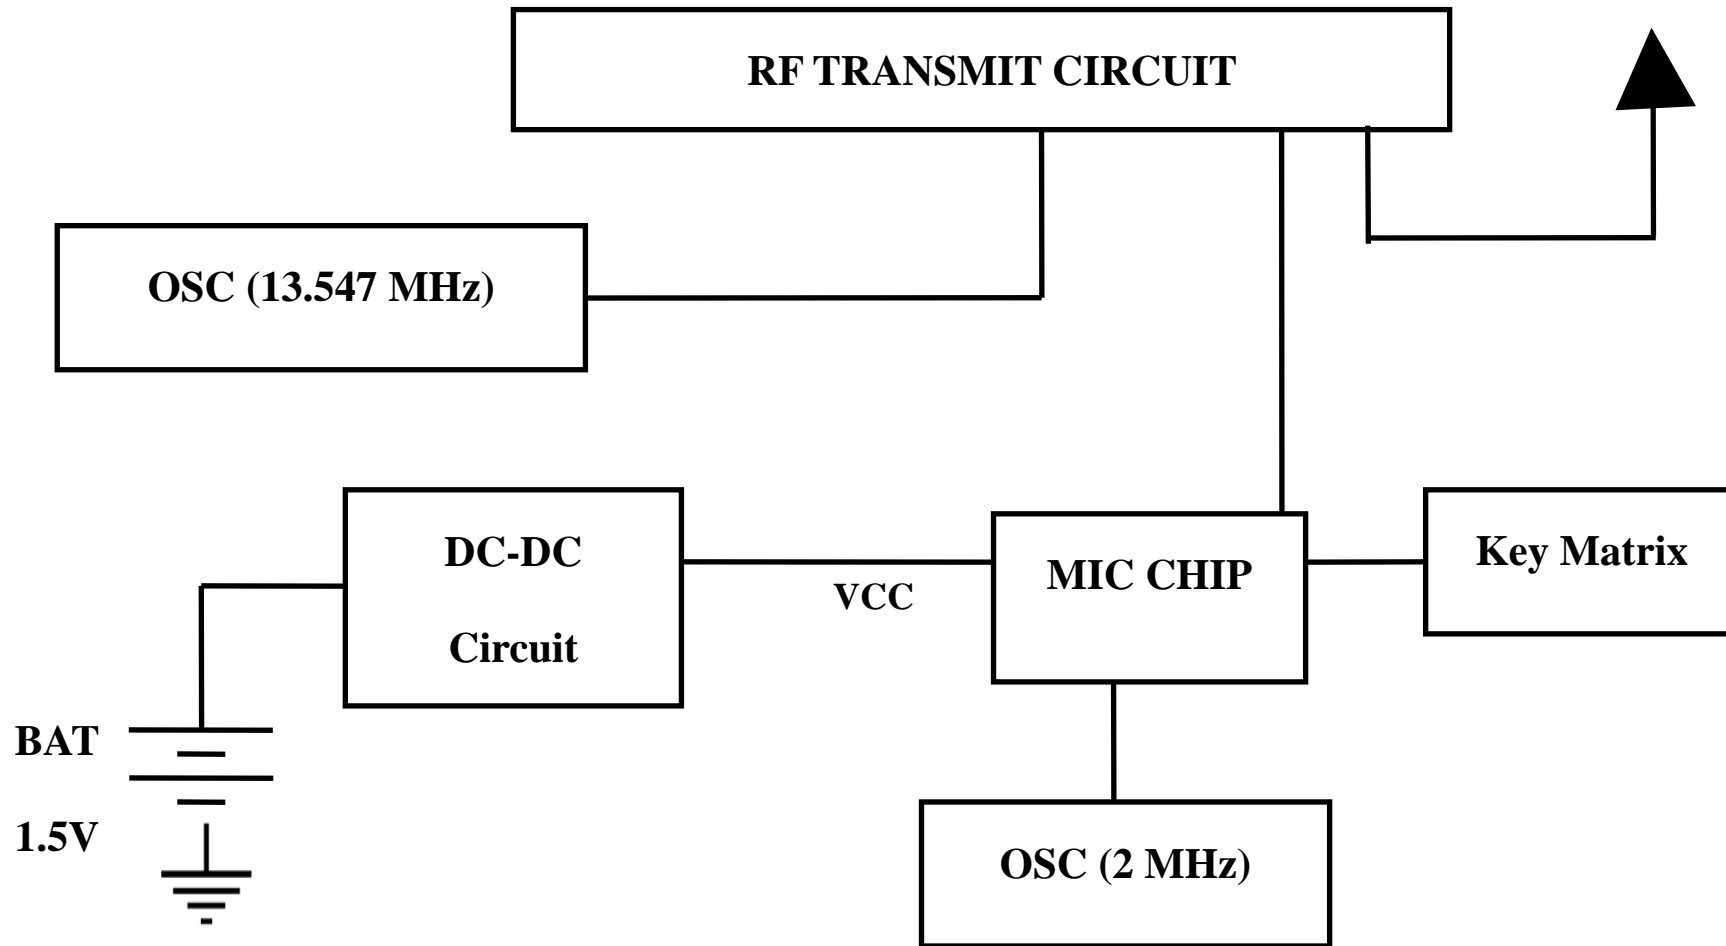 RF TRANSMIT CIRCUIT
OSC (13.547 MHz)
DC-DC
Circuit
VCC
MIC CHIP
Key Matrix
BAT
1.5V
OSC (2 MHz)